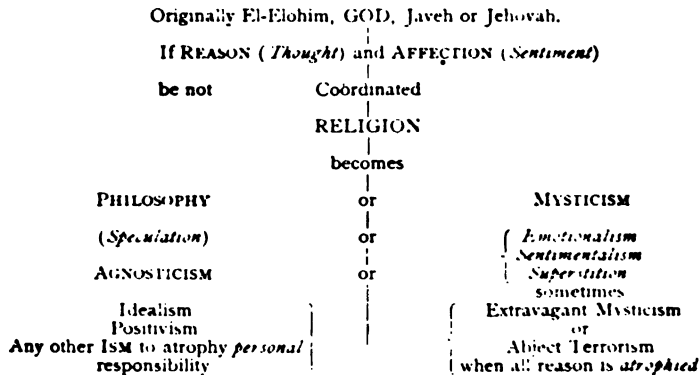 Originally El-Elohim, GOD, Javeh or Jehovah.
If REASON (Thought) and AFFECTION (Sentiment)
be not Coördinated
RELIGION
becomes
PHILOSOPHY or MYSTICISM
(Speculation) or Emotionalism
Sentimentalism
AGNOSTICISM or Superstition
sometimes
Idealism Extravagant Mysticism
Positivism or
Any other ISM to atrophy personal Abject Terrorism
responsibility when all reason is atrophied